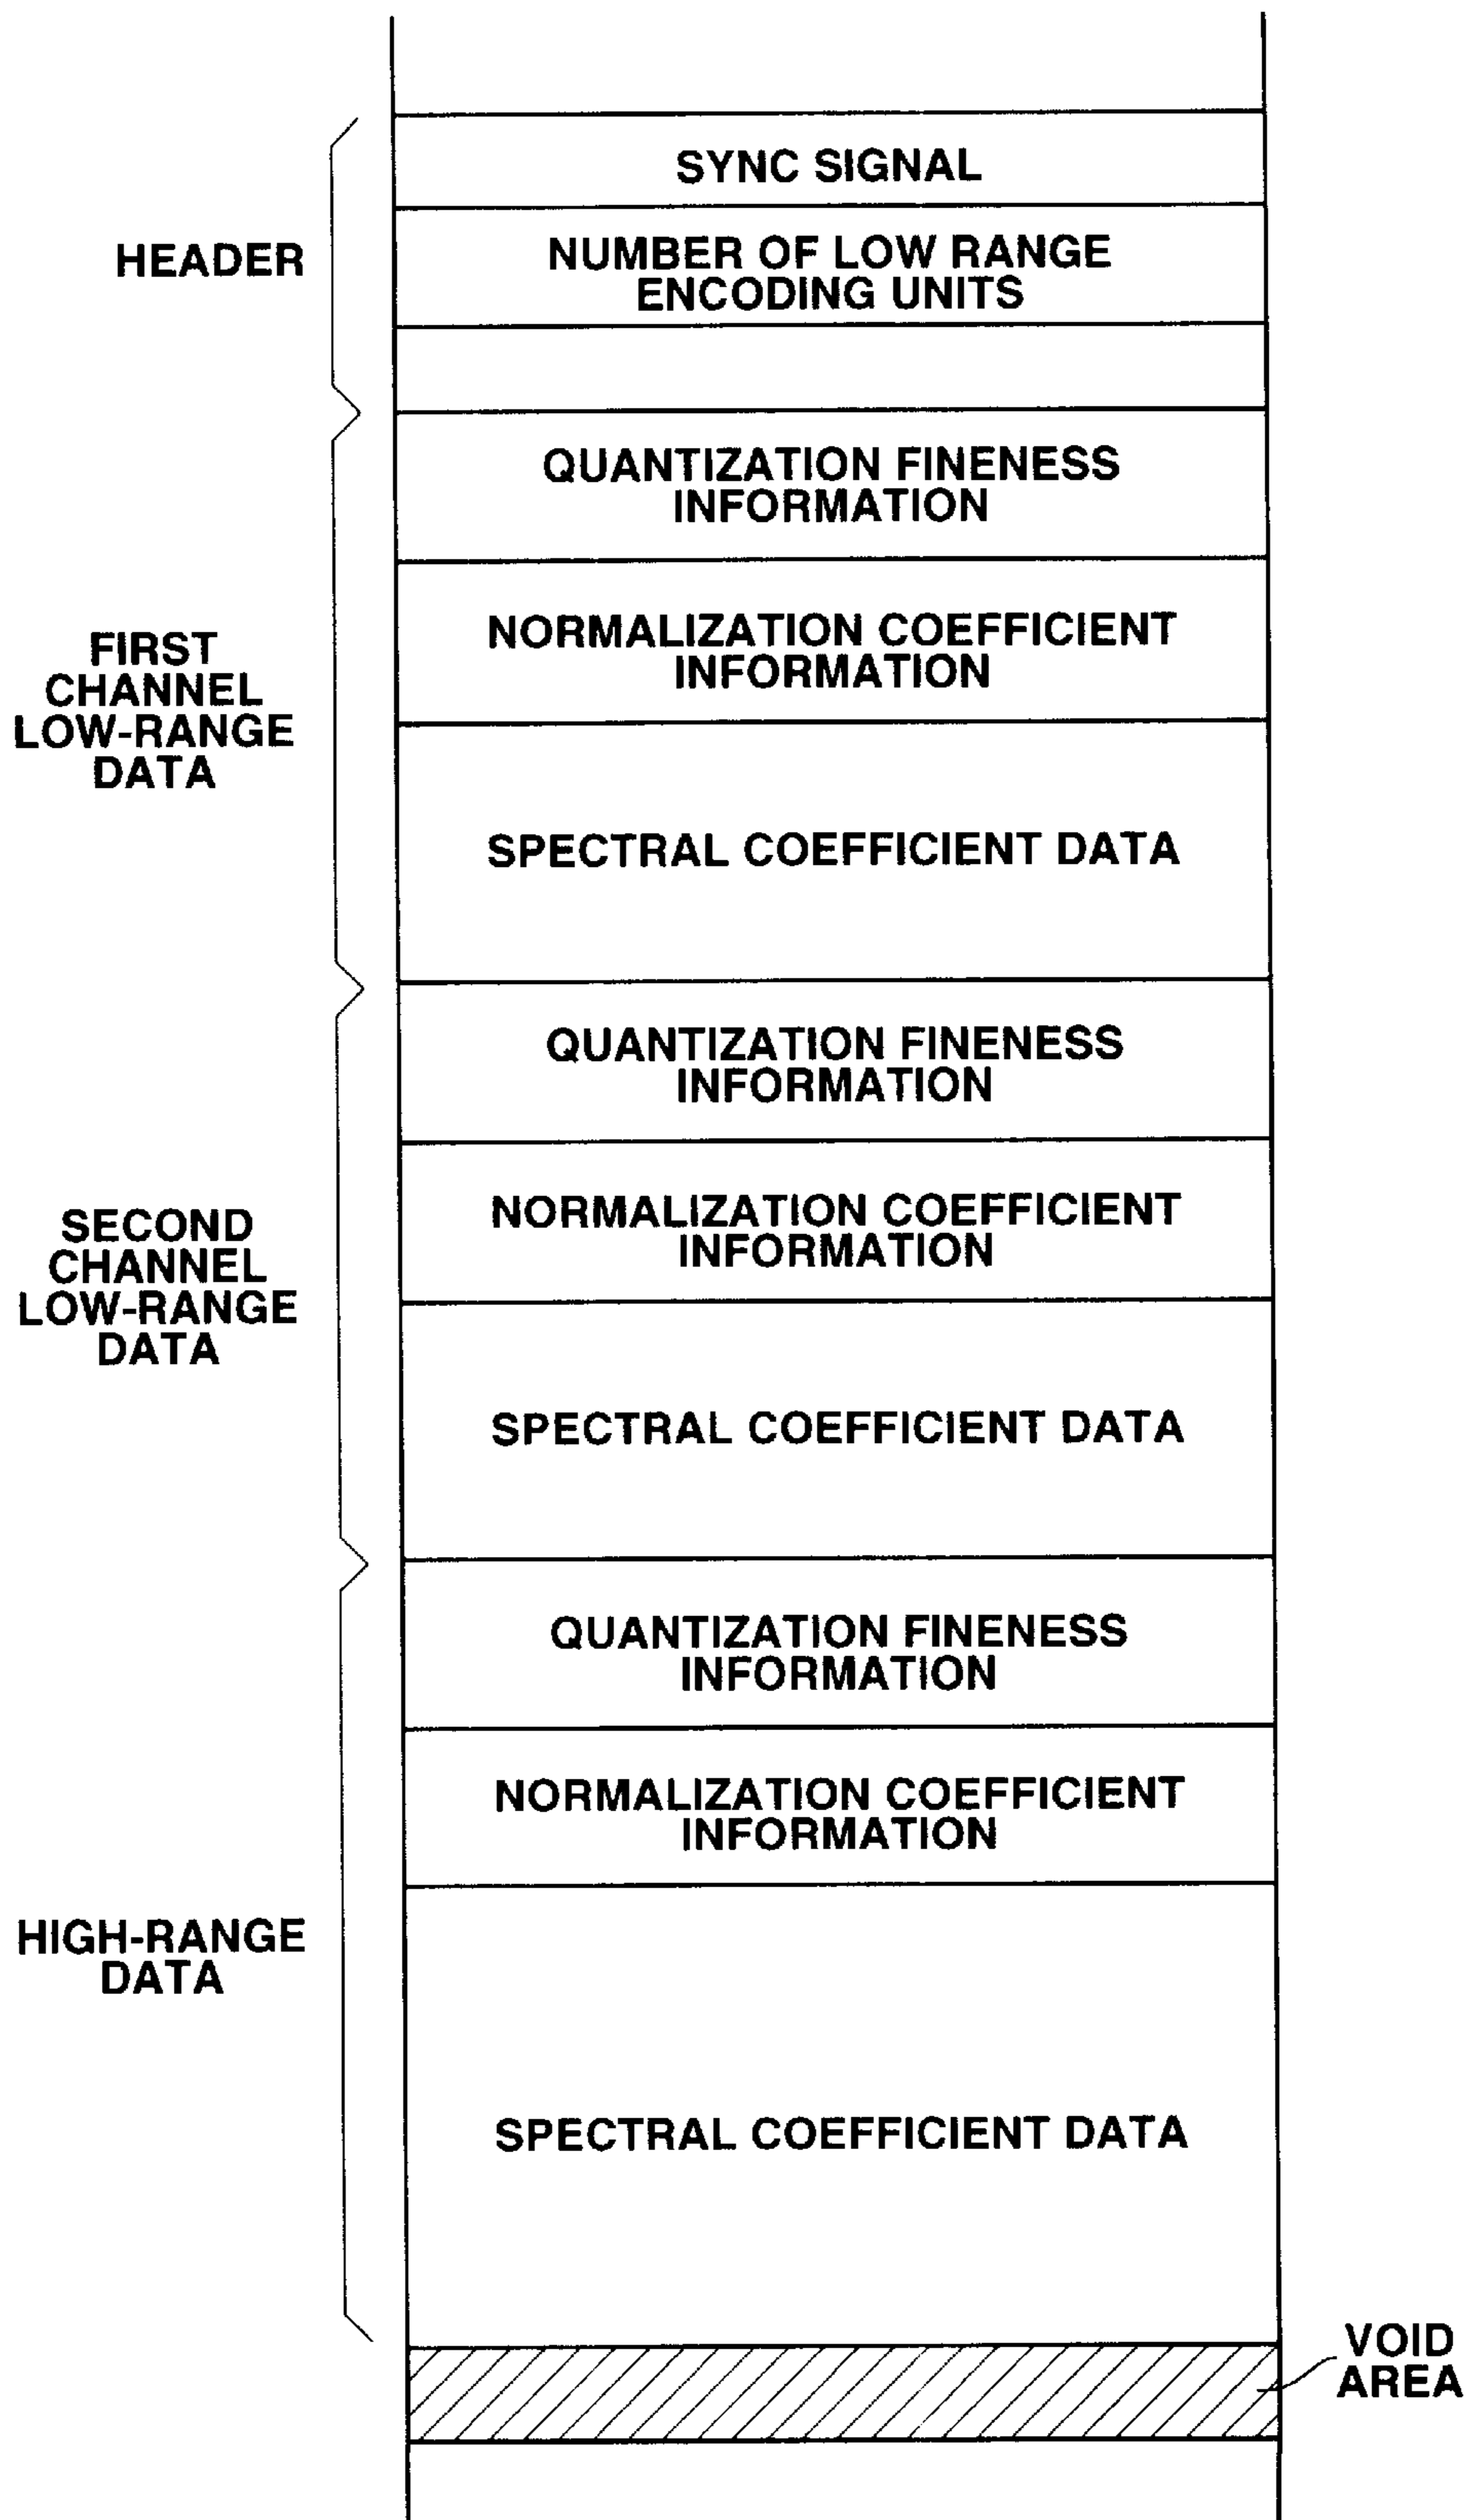 SYNC SIGNAL
HEADER
NUMBER OF LOW RANGE
ENCODING UNITS
QUANTIZATION FINENESS
INFORMATION
FIRST
CHANNEL
LOW-RANGE
DATA
NORMALIZATION COEFFICIENT
INFORMATION
SPECTRAL COEFFICIENT DATA
QUANTIZATION FINENESS
INFORMATION
SECOND
CHANNEL
LOW-RANGE
DATA
NORMALIZATION COEFFICIENT
INFORMATION
SPECTRAL COEFFICIENT DATA
QUANTIZATION FINENESS
INFORMATION
NORMALIZATION COEFFICIENT
INFORMATION
HIGH-RANGE
DATA
SPECTRAL COEFFICIENT DATA
VOID
AREA